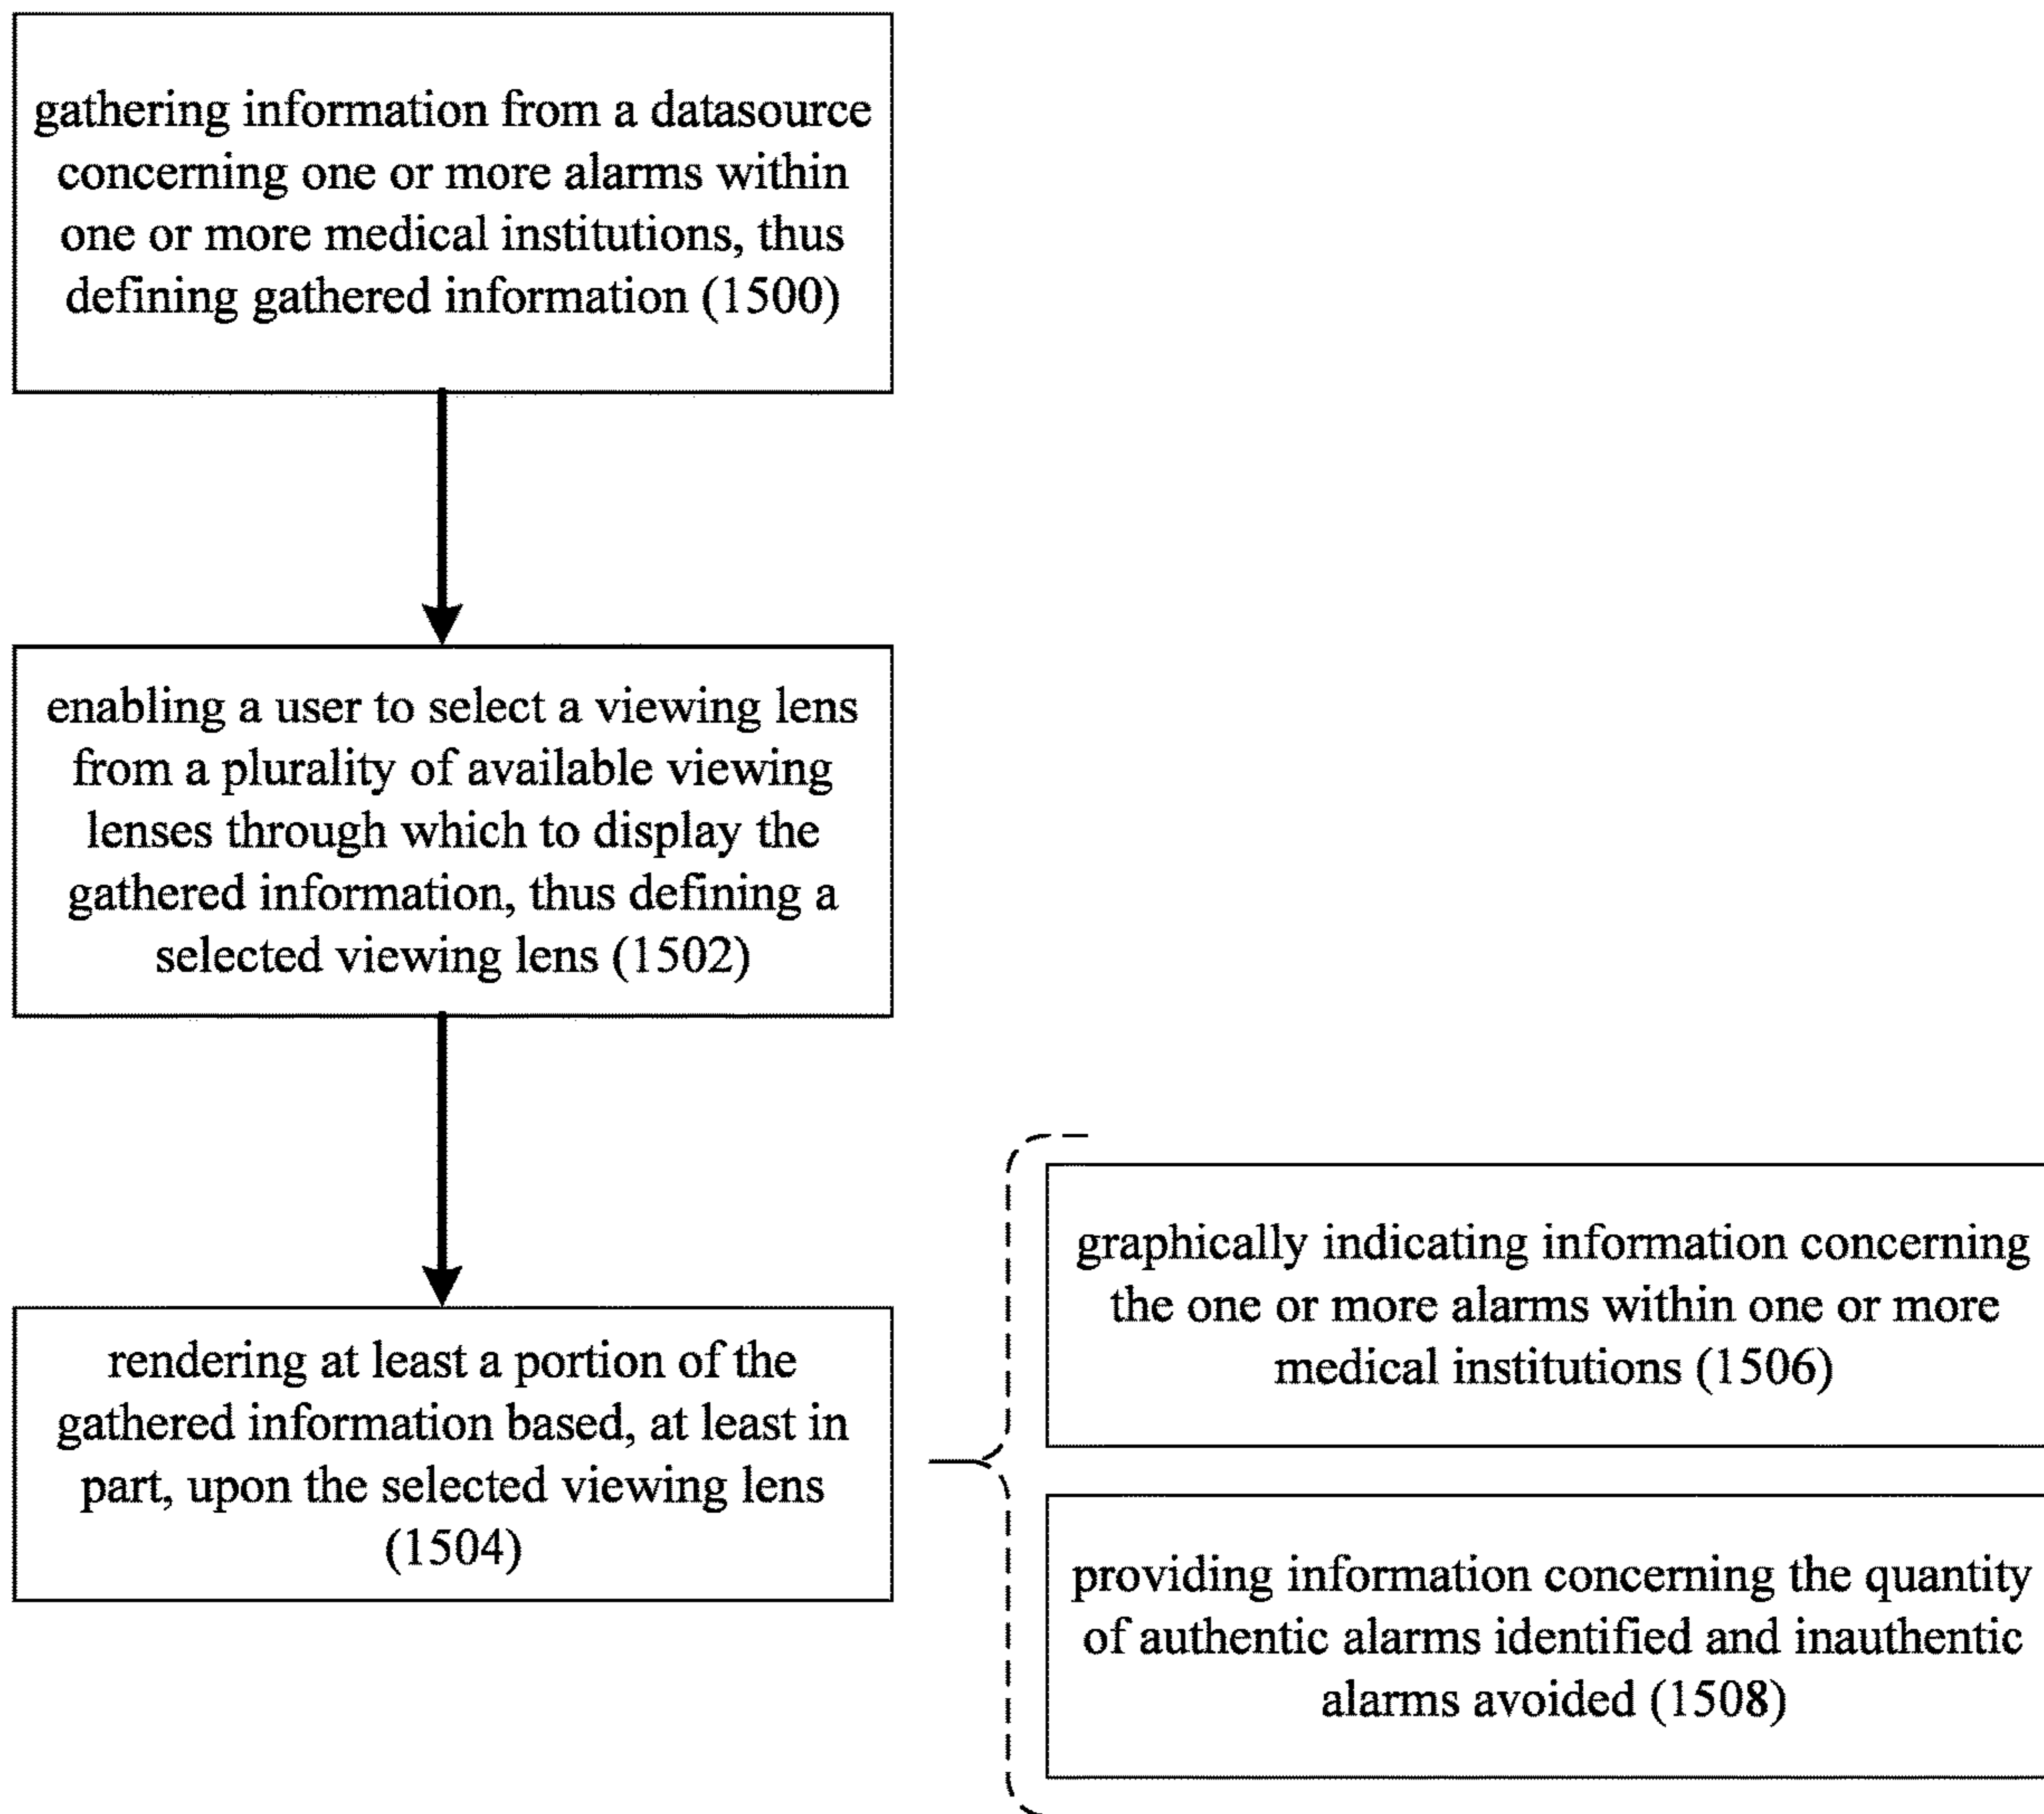 gathering information from a datasource
concerning one or more alarms within
one or more medical institutions, thus
defining gathered information (1500)
enabling a user to select a viewing lens
from a plurality of available viewing
lenses through which to display the
gathered information, thus defining a
selected viewing lens (1502)
rendering at least a portion of the
gathered information based, at least in
part, upon the selected viewing lens
(1504)
graphically indicating information concerning
the one or more alarms within one or more
medical institutions (1506)
providing information concerning the quantity
of authentic alarms identified and inauthentic
alarms avoided (1508)